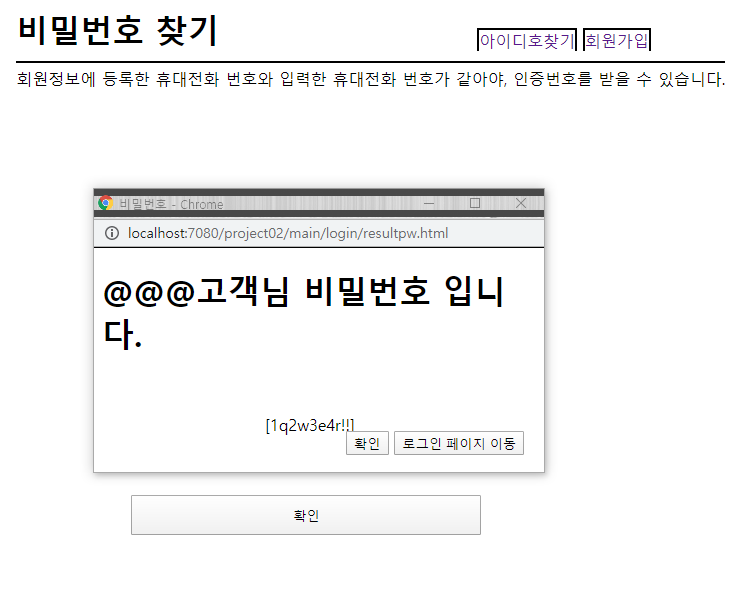 비밀번호 찾기
아이디호찾기 회원가입
회원정보에 등록한 휴대전화 번호와 입력한 휴대전화 번호가 같아야, 인증번호를 받을 수 있습니다.
비밀번호 - Chrome
localhost:7080/project02/main/login/resultpw.html
@@@고객님 비밀번호 입니
다.
[1q2w3e4r!!]
확인 로그인 페이지 이동
확인